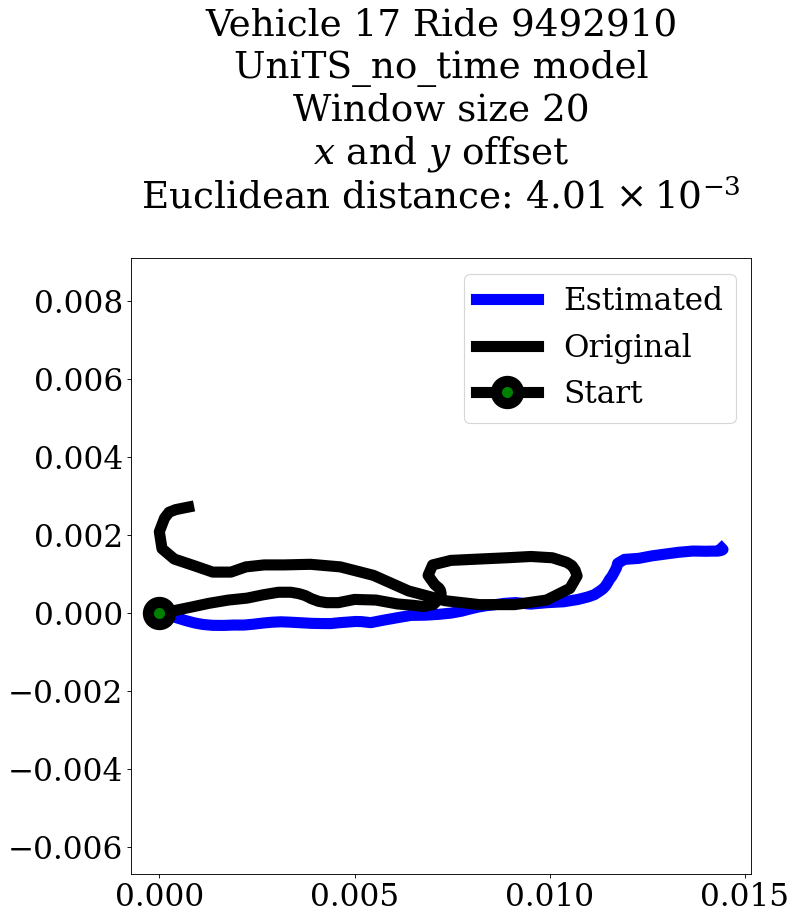 Vehicle 17 Ride 9492910
UniTS_no_time model
Window size 20
x and y offset
Euclidean distance: 4.01 × 10⁻³
Estimated
Original
Start
0.008
0.006
0.004
0.002
0.000
−0.002
−0.004
−0.006
0.000 0.005 0.010 0.015